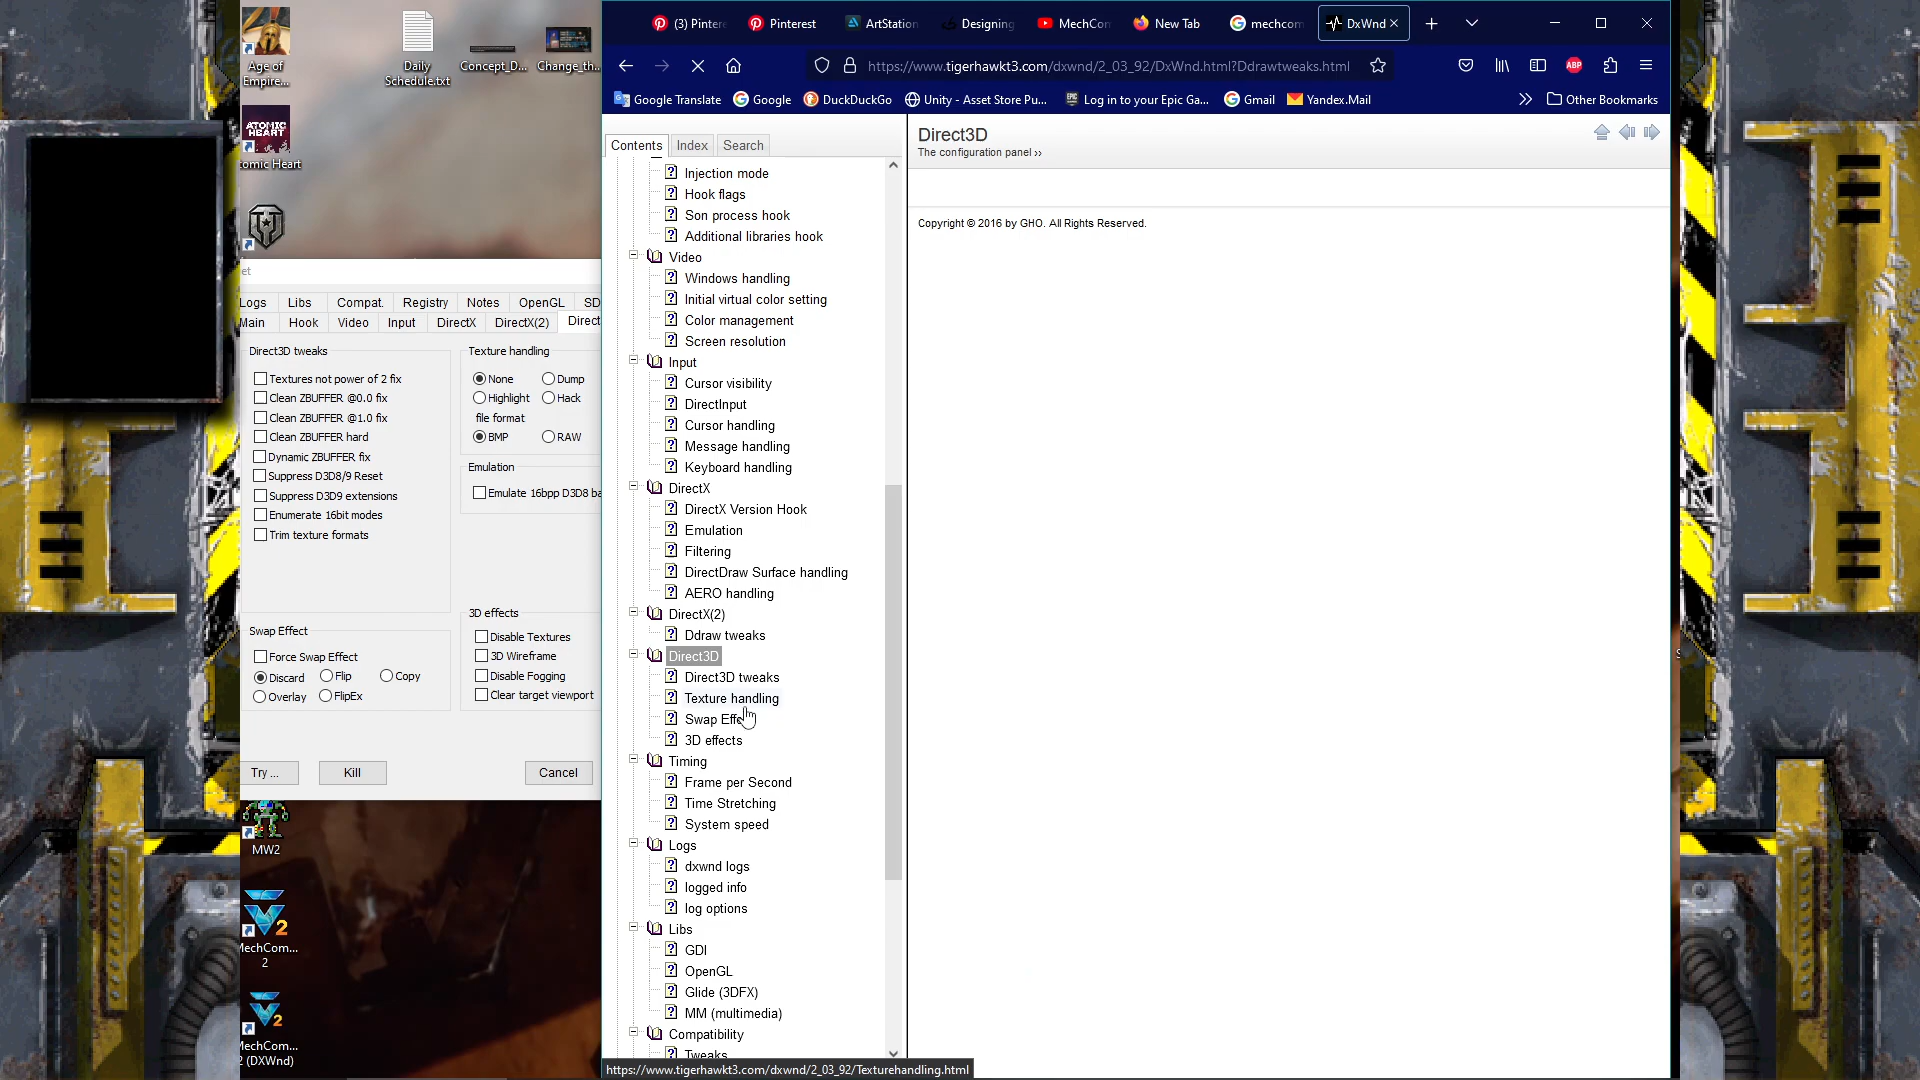 Age of
Empire...
Daily
Schedule.txt
Concept_D...
Change_th...
ATOMIC
HEART
tomic Heart
et
Logs
Libs
Compat.
Registry
Notes
OpenGL
SD
Main
Hook
Video
Input
DirectX
DirectX(2)
Direct
Direct3D tweaks
Textures not power of 2 fix
Clean ZBUFFER @0.0 fix
Clean ZBUFFER @1.0 fix
Clean ZBUFFER hard
Dynamic ZBUFFER fix
Suppress D3D8/9 Reset
Suppress D3D9 extensions
Enumerate 16bit modes
Trim texture formats
Texture handling
None
Dump
Highlight
Hack
file format
BMP
RAW
Emulation
Emulate 16bpp D3D8 ba
Swap Effect
Force Swap Effect
Discard
Flip
Copy
Overlay
FlipEx
3D effects
Disable Textures
3D Wireframe
Disable Fogging
Clear target viewport
Try ...
Kill
Cancel
MW2
MechCom...
2
MechCom...
2 (DXWnd)
(3) Pintere
Pinterest
ArtStation
Designing
MechCom
New Tab
mechcom
DxWnd
https://www.tigerhawkt3.com/dxwnd/2_03_92/DxWnd.html?Ddrawtweaks.html
ABP
Google Translate
Google
DuckDuckGo
Unity - Asset Store Pu...
Log in to your Epic Ga...
Gmail
Yandex.Mail
Other Bookmarks
Contents
Index
Search
Injection mode
Hook flags
Son process hook
Additional libraries hook
Video
Windows handling
Initial virtual color setting
Color management
Screen resolution
Input
Cursor visibility
DirectInput
Cursor handling
Message handling
Keyboard handling
DirectX
DirectX Version Hook
Emulation
Filtering
DirectDraw Surface handling
AERO handling
DirectX(2)
Ddraw tweaks
Direct3D
Direct3D tweaks
Texture handling
Swap Effe
3D effects
Timing
Frame per Second
Time Stretching
System speed
Logs
dxwnd logs
logged info
log options
Libs
GDI
OpenGL
Glide (3DFX)
MM (multimedia)
Compatibility
Tweaks
https://www.tigerhawkt3.com/dxwnd/2_03_92/Texturehandling.html
Direct3D
The configuration panel ››
Copyright © 2016 by GHO. All Rights Reserved.